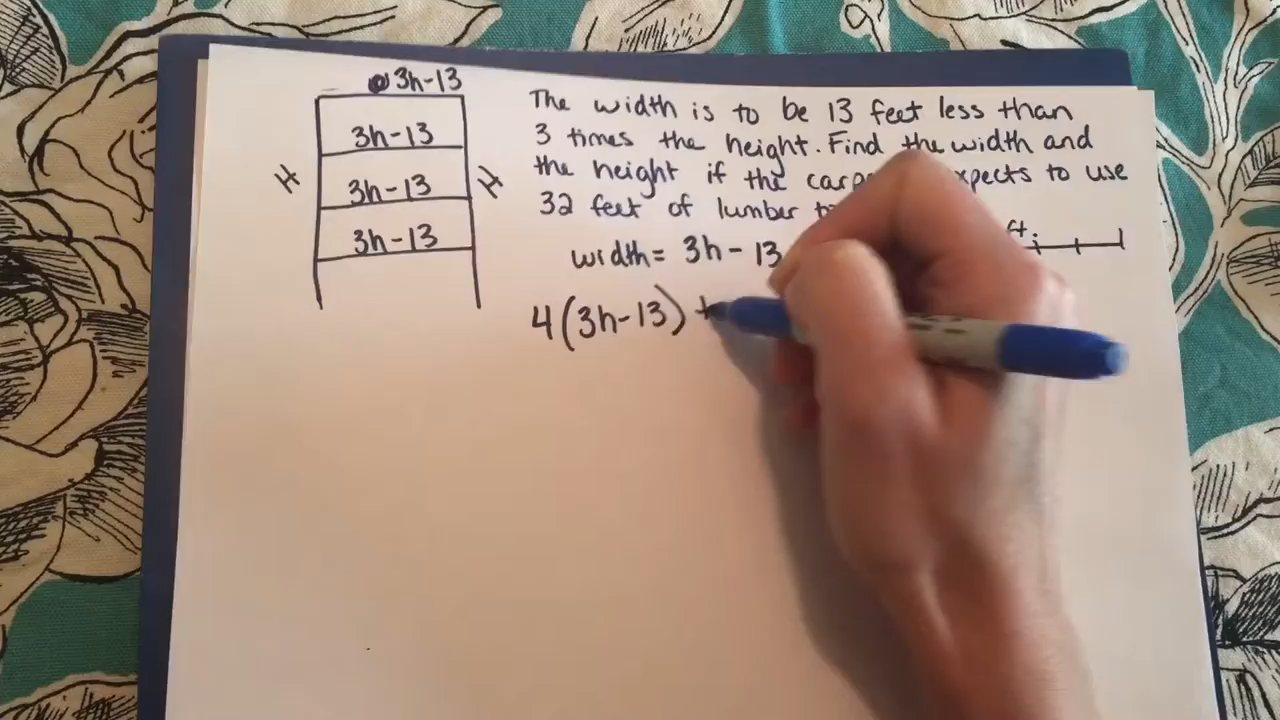 3h-13
3h-13
3h-13
3h-13
H
H
The width is to be 13 feet less than
3 times the height. Find the width and
the height if the to use
32 feet of lumber
ft.
width = 3h - 13
4(3h-13) +